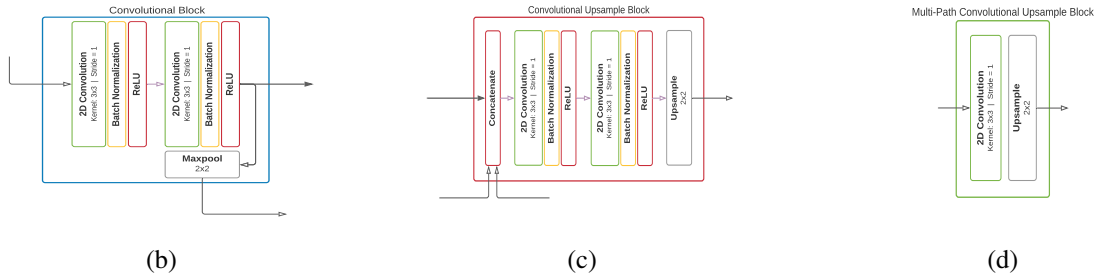 Convolutional Block
2D Convolution
Kernel: 3x3 | Stride = 1
Batch Normalization
ReLU
2D Convolution
Kernel: 3x3 | Stride = 1
Batch Normalization
ReLU
Maxpool
2x2
(b)
Convolutional Upsample Block
Concatenate
2D Convolution
Kernel: 3x3 | Stride = 1
Batch Normalization
ReLU
2D Convolution
Kernel: 3x3 | Stride = 1
Batch Normalization
ReLU
Upsample
2x2
(c)
Multi-Path Convolutional Upsample Block
2D Convolution
Kernel: 3x3 | Stride = 1
Upsample
2x2
(d)